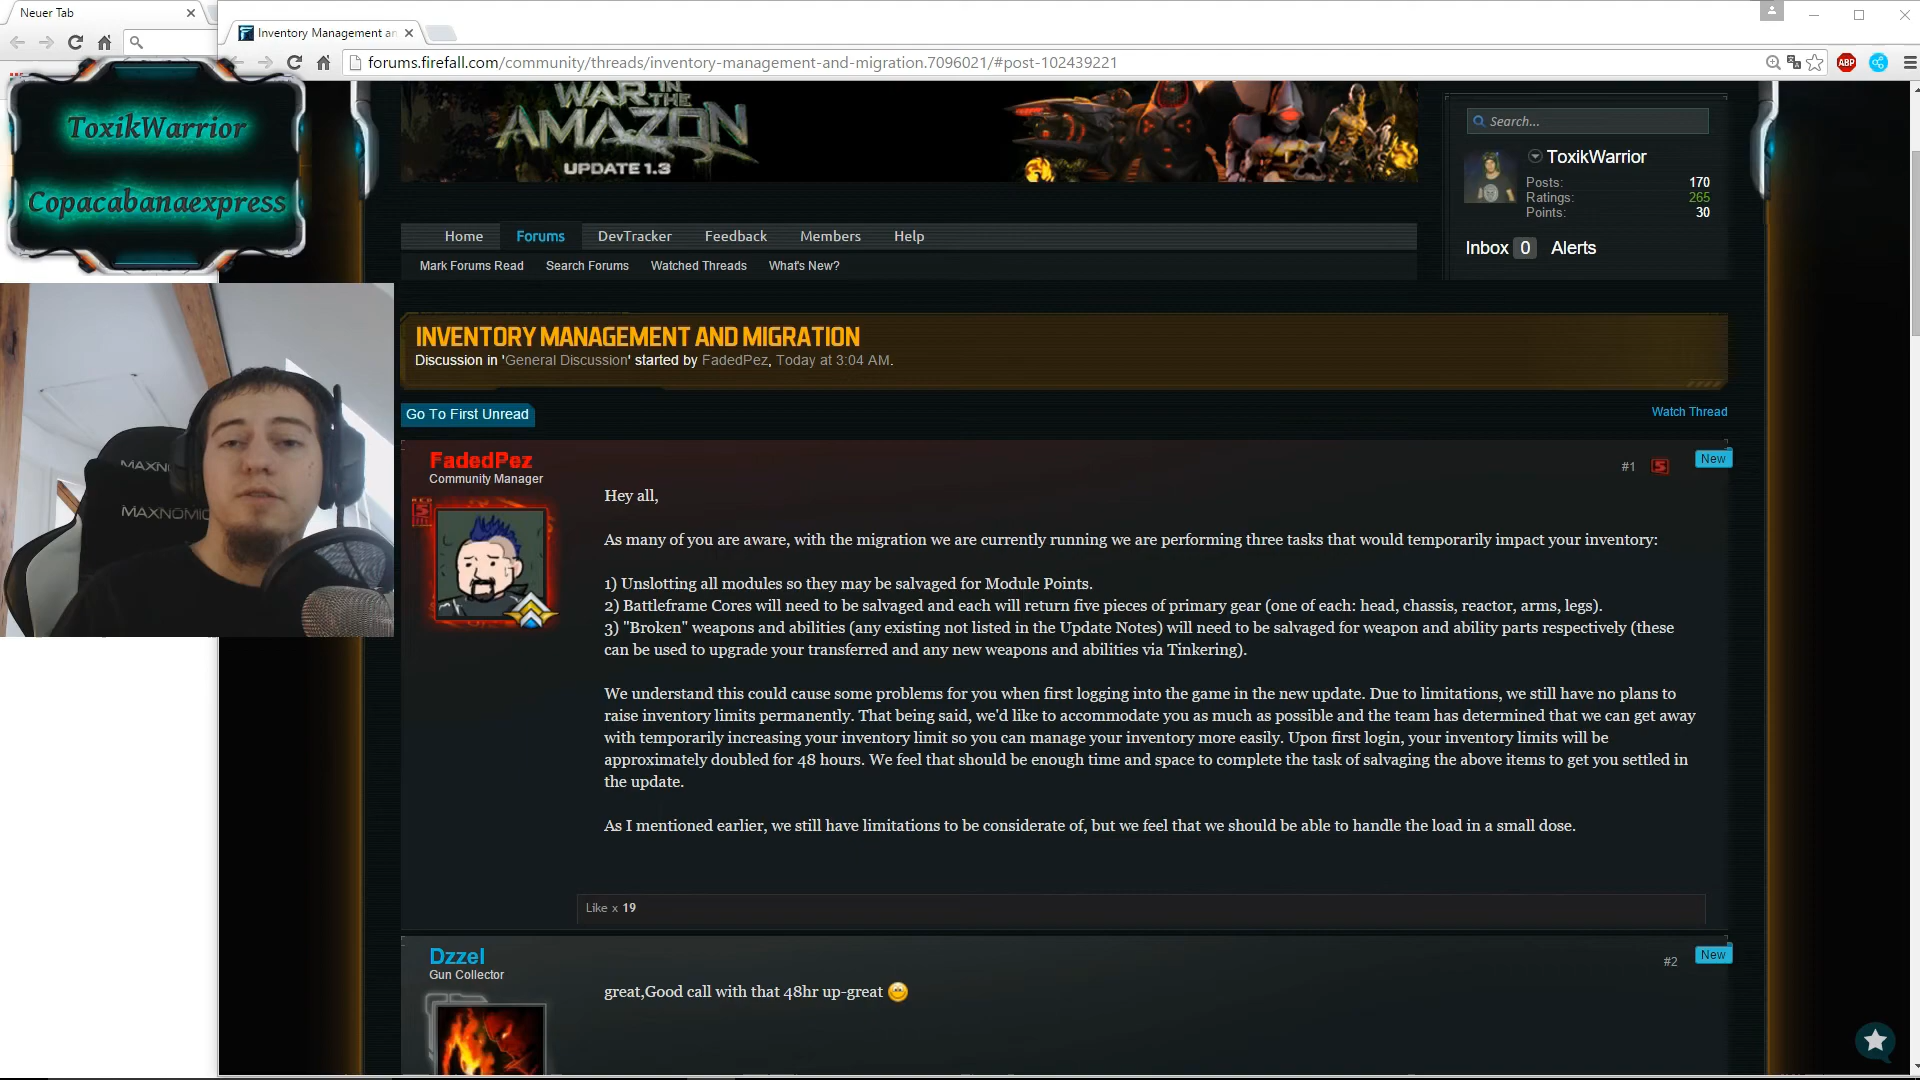 Neuer Tab
Inventory Management an
forums.firefall.com/community/threads/inventory-management-and-migration.7096021/#post-102439221
ABP
ToxikWarrior
Copacabanaexpress
WAR IN THE AMAZON
UPDATE 1.3
Search...
ToxikWarrior
Posts: 170
Ratings: 265
Points: 30
Inbox 0 Alerts
Home Forums DevTracker Feedback Members Help
Mark Forums Read Search Forums Watched Threads What's New?
INVENTORY MANAGEMENT AND MIGRATION
Discussion in 'General Discussion' started by FadedPez, Today at 3:04 AM.
Go To First Unread
Watch Thread
MAXN
MAXNOMIC
FadedPez
Community Manager
#1
New
Hey all,
As many of you are aware, with the migration we are currently running we are performing three tasks that would temporarily impact your inventory:
1) Unslotting all modules so they may be salvaged for Module Points.
2) Battleframe Cores will need to be salvaged and each will return five pieces of primary gear (one of each: head, chassis, reactor, arms, legs).
3) "Broken" weapons and abilities (any existing not listed in the Update Notes) will need to be salvaged for weapon and ability parts respectively (these
can be used to upgrade your transferred and any new weapons and abilities via Tinkering).
We understand this could cause some problems for you when first logging into the game in the new update. Due to limitations, we still have no plans to
raise inventory limits permanently. That being said, we'd like to accommodate you as much as possible and the team has determined that we can get away
with temporarily increasing your inventory limit so you can manage your inventory more easily. Upon first login, your inventory limits will be
approximately doubled for 48 hours. We feel that should be enough time and space to complete the task of salvaging the above items to get you settled in
the update.
As I mentioned earlier, we still have limitations to be considerate of, but we feel that we should be able to handle the load in a small dose.
Like x 19
Dzzel
Gun Collector
#2
New
great,Good call with that 48hr up-great